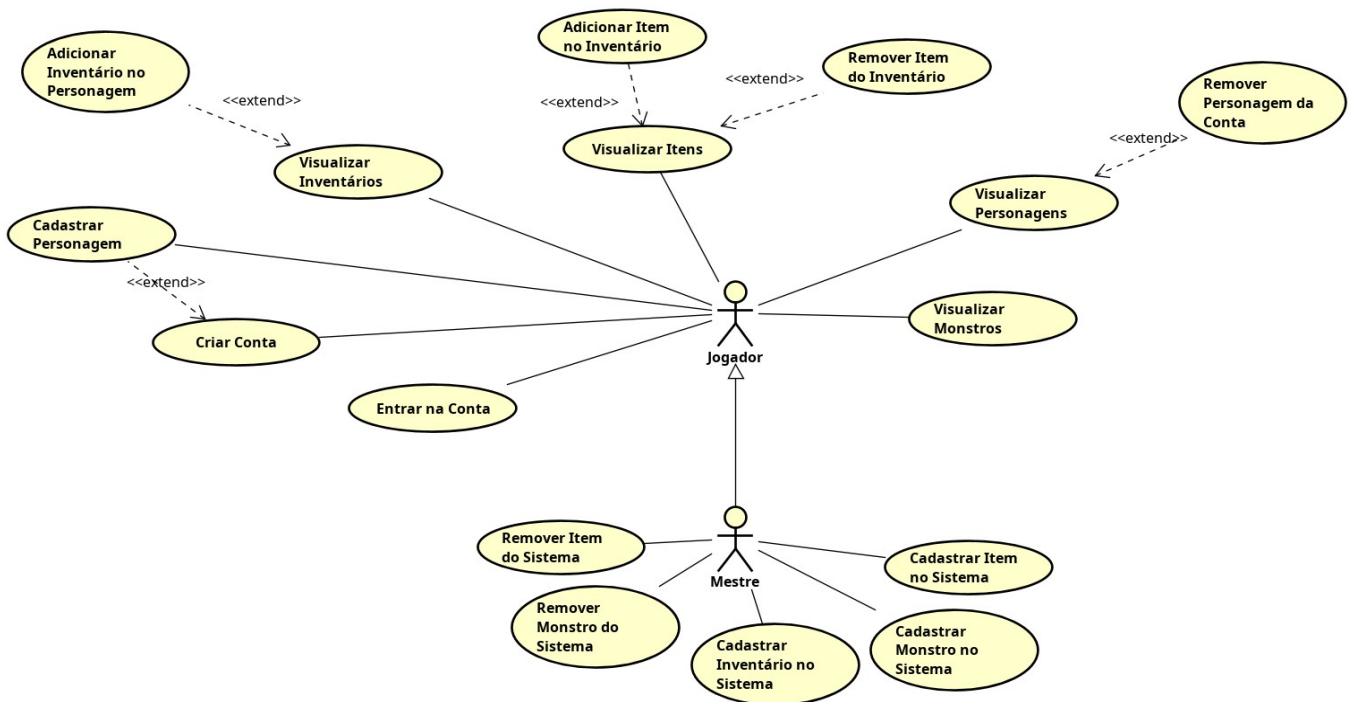 Adicionar
Inventário no
Personagem
<<extend>>
Visualizar
Inventários
Adicionar Item
no Inventário
<<extend>>
Remover Item
do Inventário
<<extend>>
Visualizar Itens
Remover
Personagem da
Conta
<<extend>>
Visualizar
Personagens
Cadastrar
Personagem
<<extend>>
Criar Conta
Entrar na Conta
Visualizar
Monstros
Jogador
Mestre
Remover Item
do Sistema
Remover
Monstro do
Sistema
Cadastrar
Inventário no
Sistema
Cadastrar Item
no Sistema
Cadastrar
Monstro no
Sistema